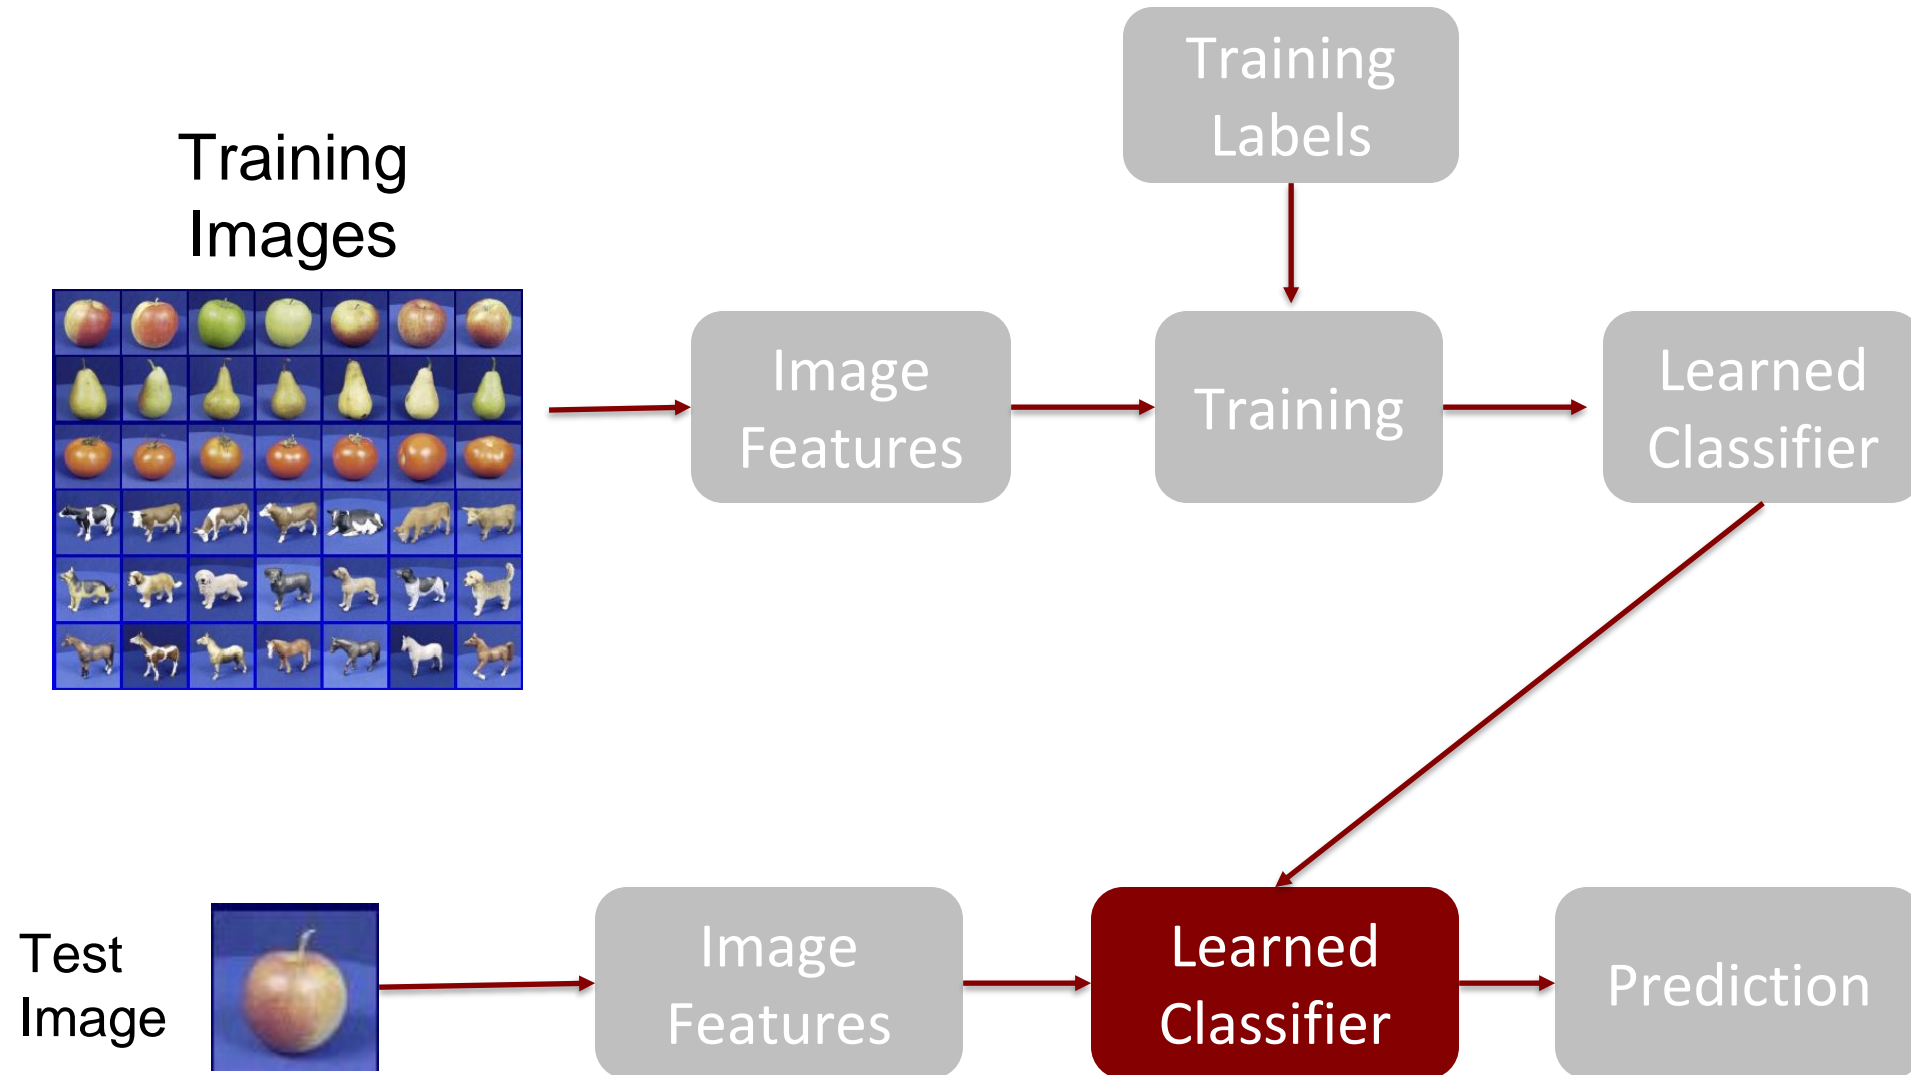 Training
Labels
Training
Images
Image
Features
Training
Learned
Classifier
Test
Image
Image
Features
Learned
Classifier
Prediction